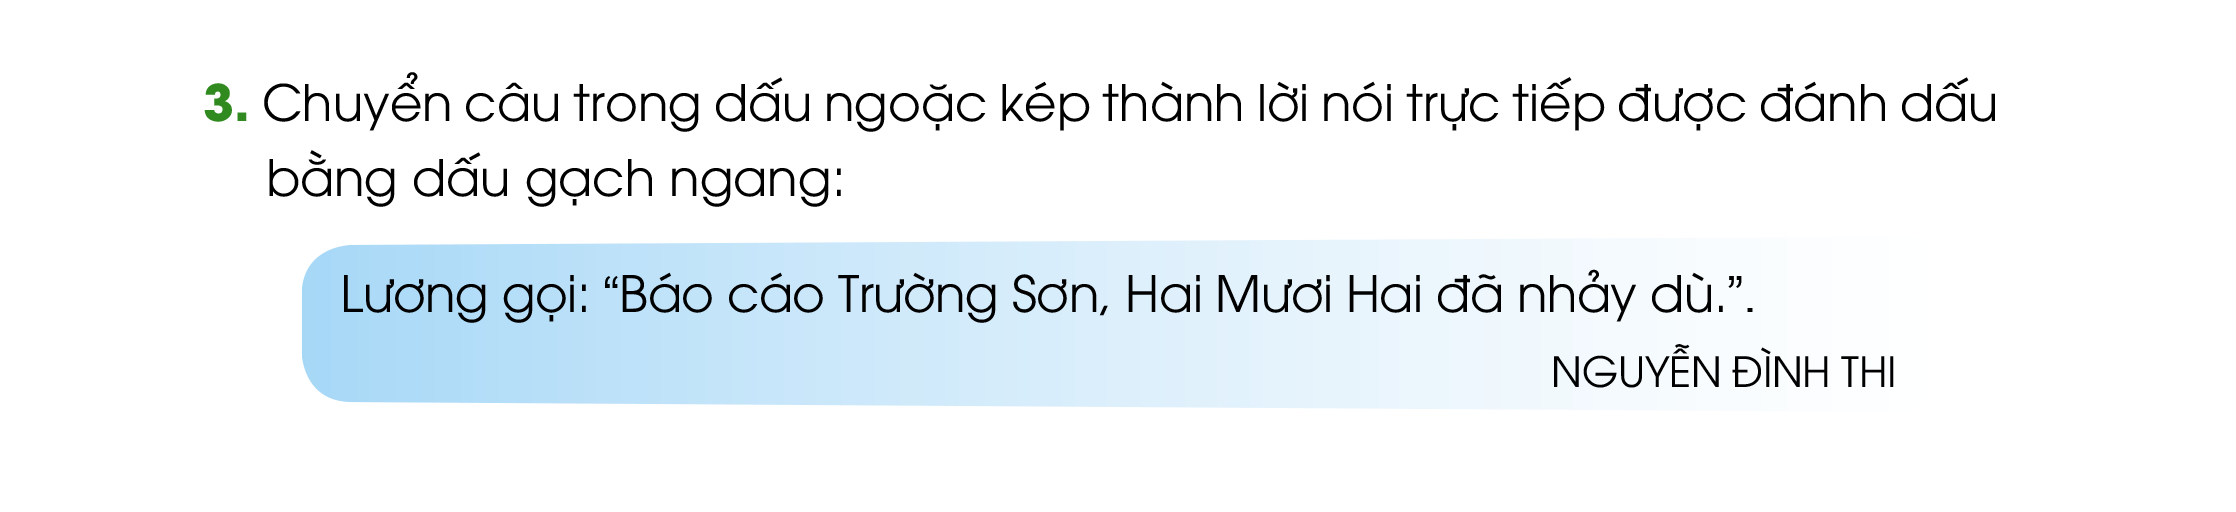 3. Chuyển câu trong dấu ngoặc kép thành lời nói trực tiếp được đánh dấu
bằng dấu gạch ngang:
Lương gọi: “Báo cáo Trường Sơn, Hai Mươi Hai đã nhảy dù.”.
NGUYỄN ĐÌNH THI